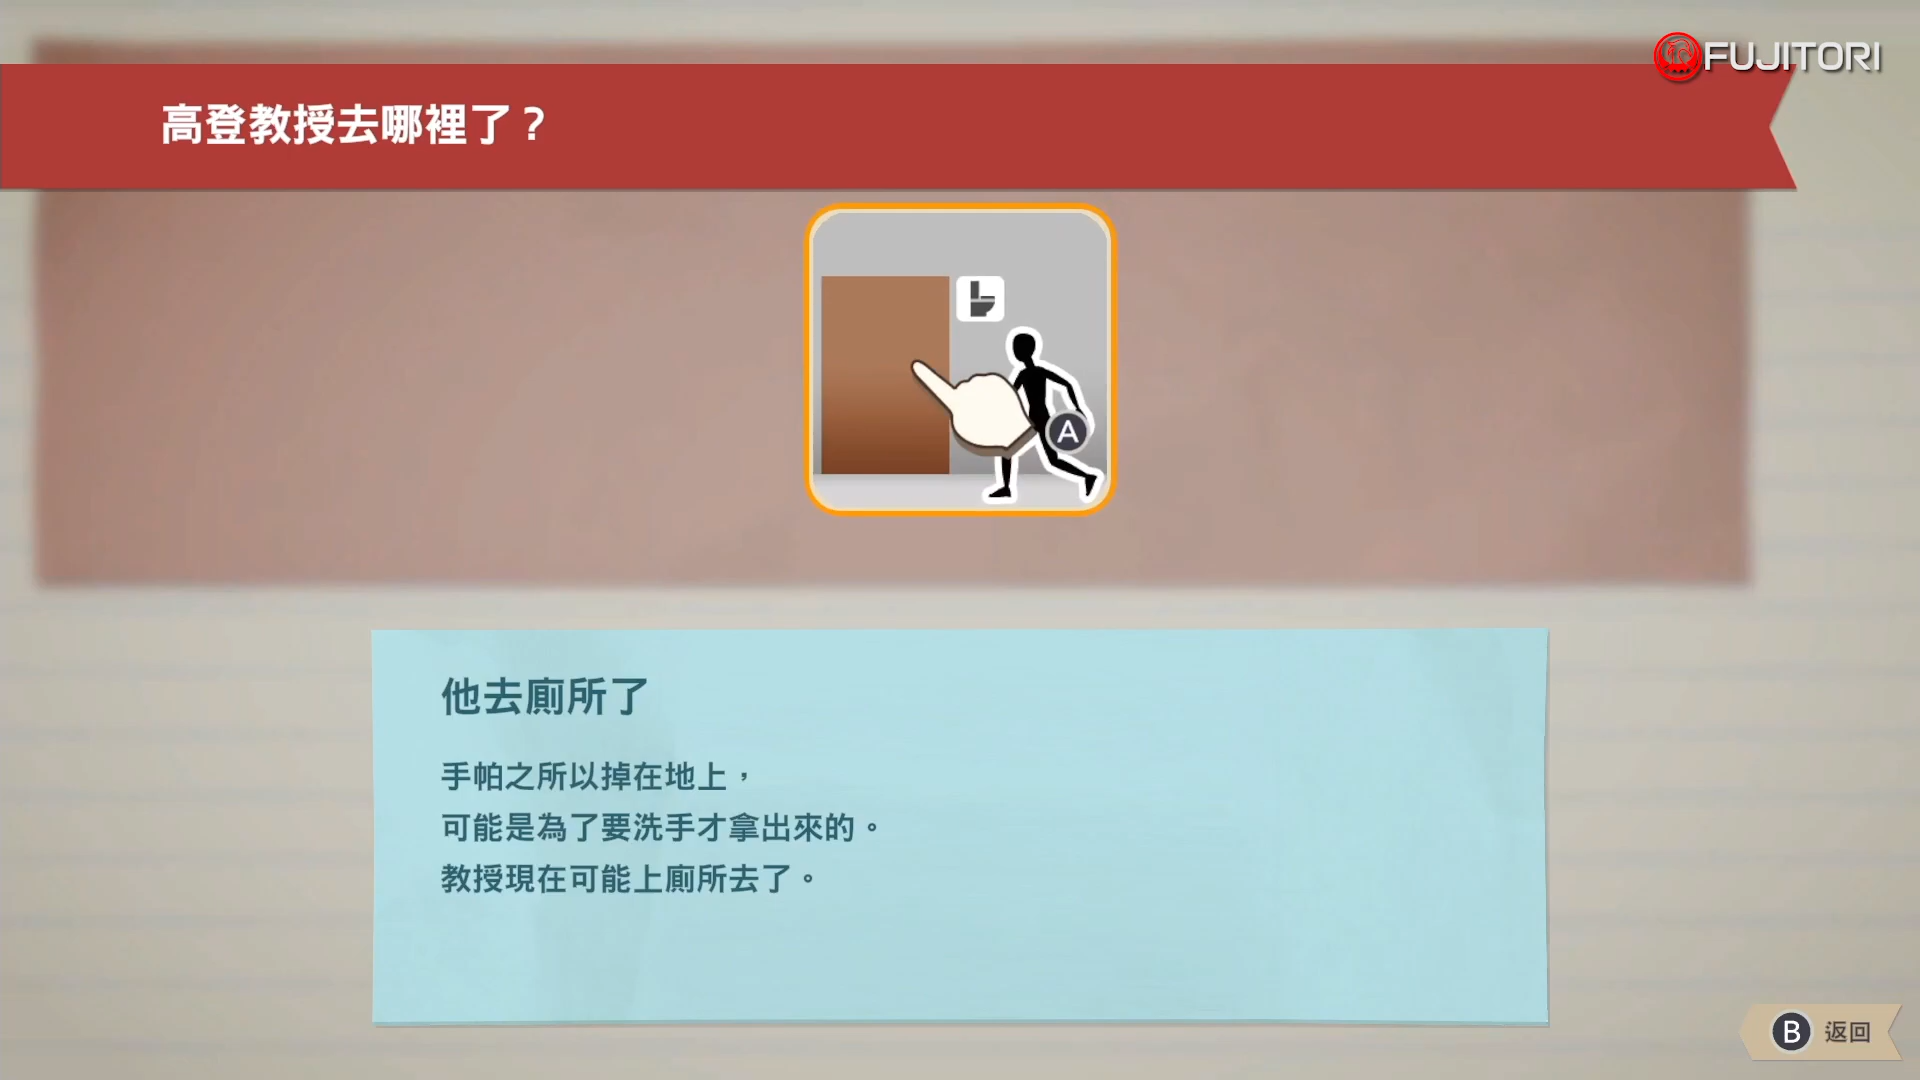 FUJITORI
高登教授去哪裡了？
A
他去廁所了
手帕之所以掉在地上，
可能是為了要洗手才拿出來的。
教授現在可能上廁所去了。
B 返回